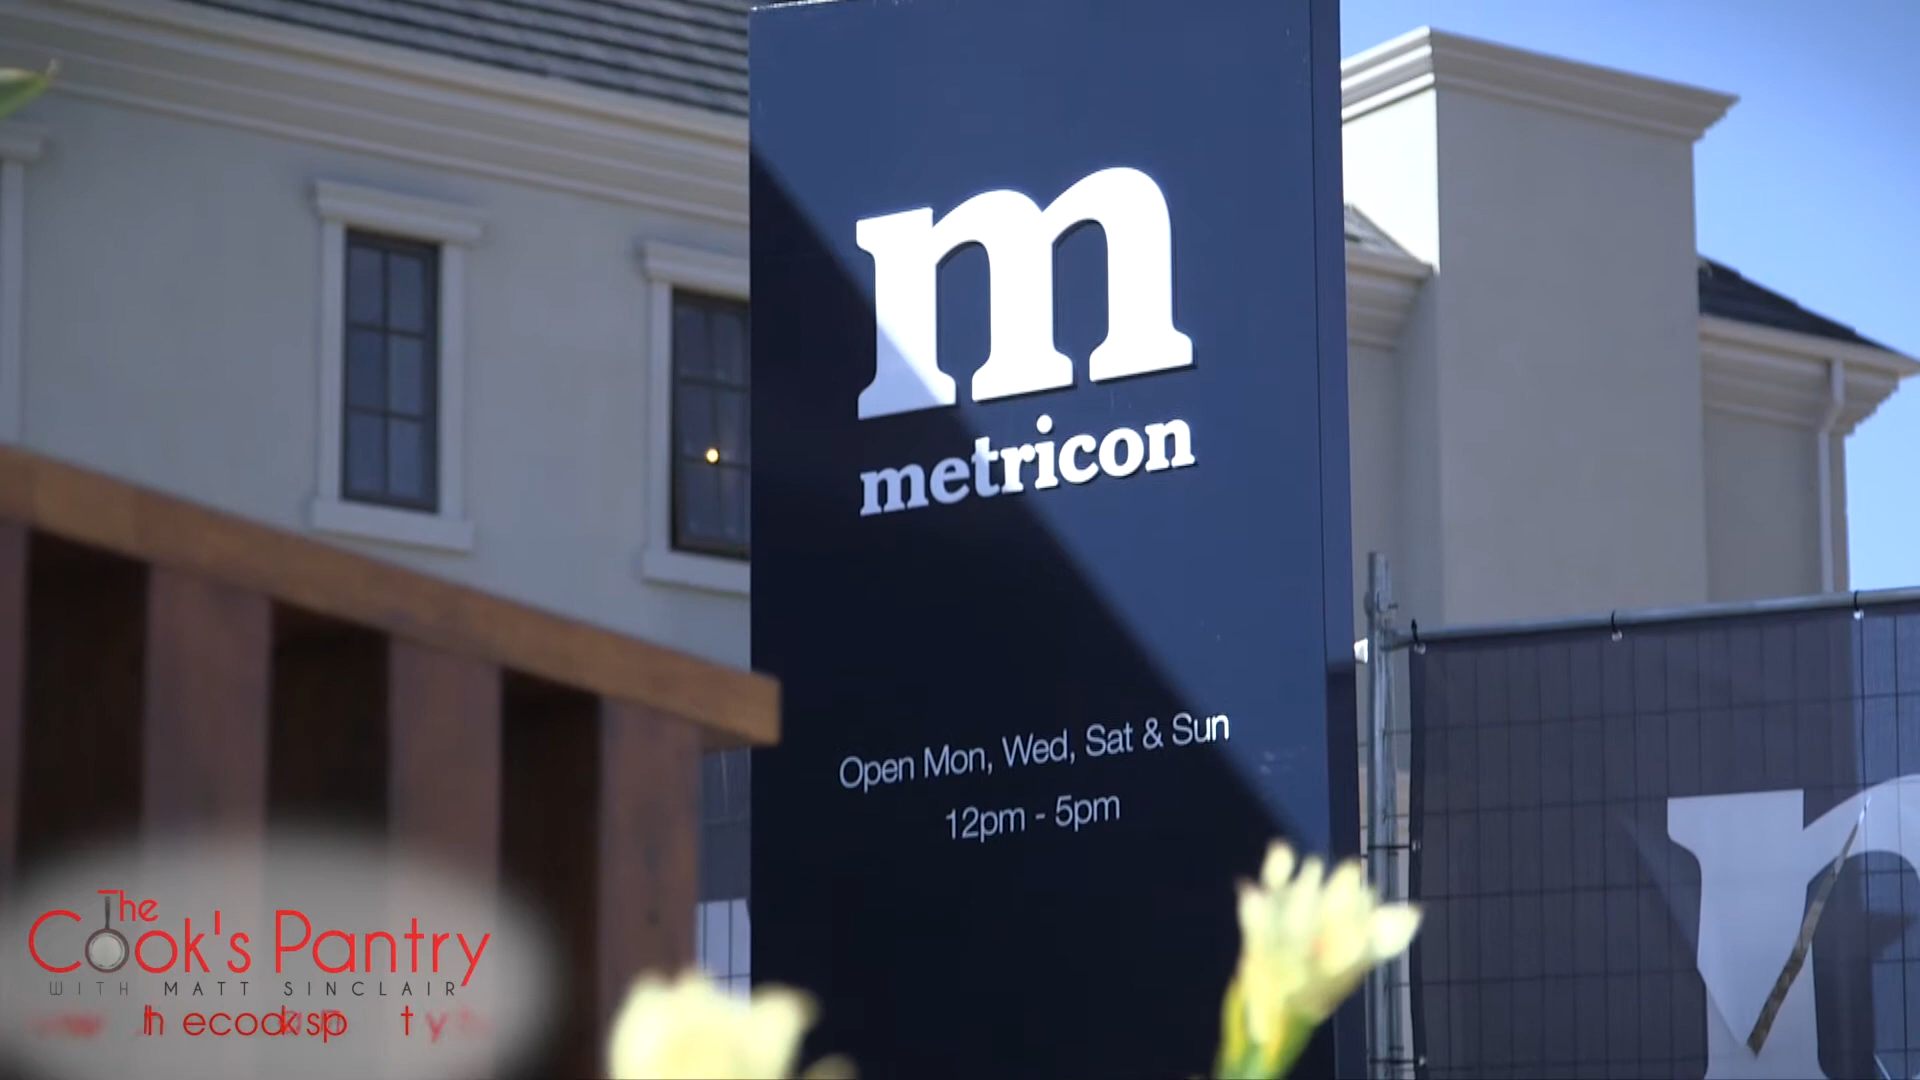 m
metricon
Open Mon, Wed, Sat & Sun
12pm - 5pm
The
Cook's Pantry
WITH MATT SINCLAIR